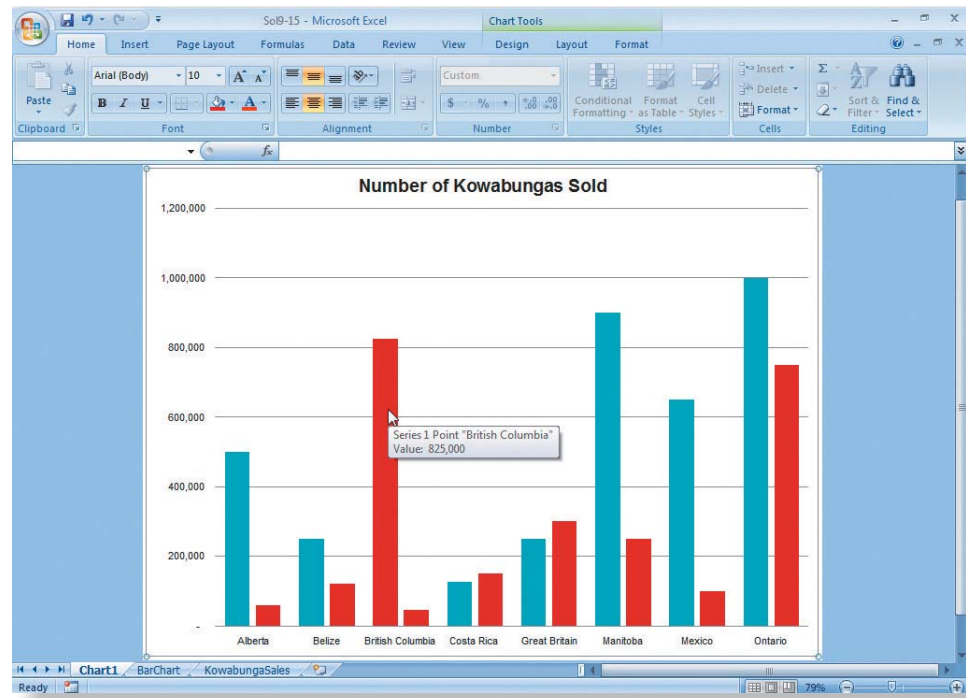 Sol9-15 - Microsoft Excel
Chart Tools
Home Insert Page Layout Formulas Data Review View Design Layout Format
Arial (Body) 10 A A
Custom
Insert
Delete
Format
Paste
B I U A
$ % ,
Conditional Formatting
Format as Table
Cell Styles
Sort & Filter
Find & Select
Clipboard Font Alignment Number Styles Cells Editing
fx
Number of Kowabungas Sold
1,200,000
1,000,000
800,000
600,000
400,000
200,000
-
Series 1 Point "British Columbia"
Value: 825,000
Alberta Belize British Columbia Costa Rica Great Britain Manitoba Mexico Ontario
Chart1 BarChart KowabungaSales
Ready 79%